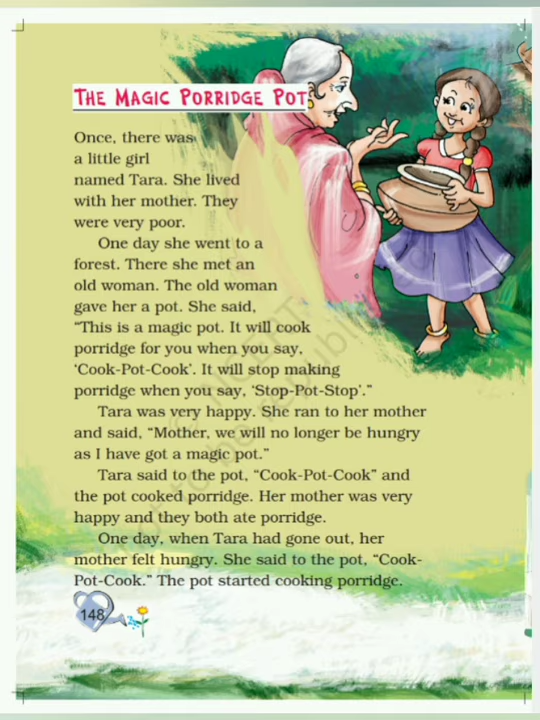 THE MAGIC PORRIDGE POT
Once, there was
a little girl
named Tara. She lived
with her mother. They
were very poor.
One day she went to a
forest. There she met an
old woman. The old woman
gave her a pot. She said,
“This is a magic pot. It will cook
porridge for you when you say,
‘Cook-Pot-Cook’. It will stop making
porridge when you say, ‘Stop-Pot-Stop’.”
Tara was very happy. She ran to her mother
and said, “Mother, we will no longer be hungry
as I have got a magic pot.”
Tara said to the pot, “Cook-Pot-Cook” and
the pot cooked porridge. Her mother was very
happy and they both ate porridge.
One day, when Tara had gone out, her
mother felt hungry. She said to the pot, “Cook-
Pot-Cook.” The pot started cooking porridge.
148